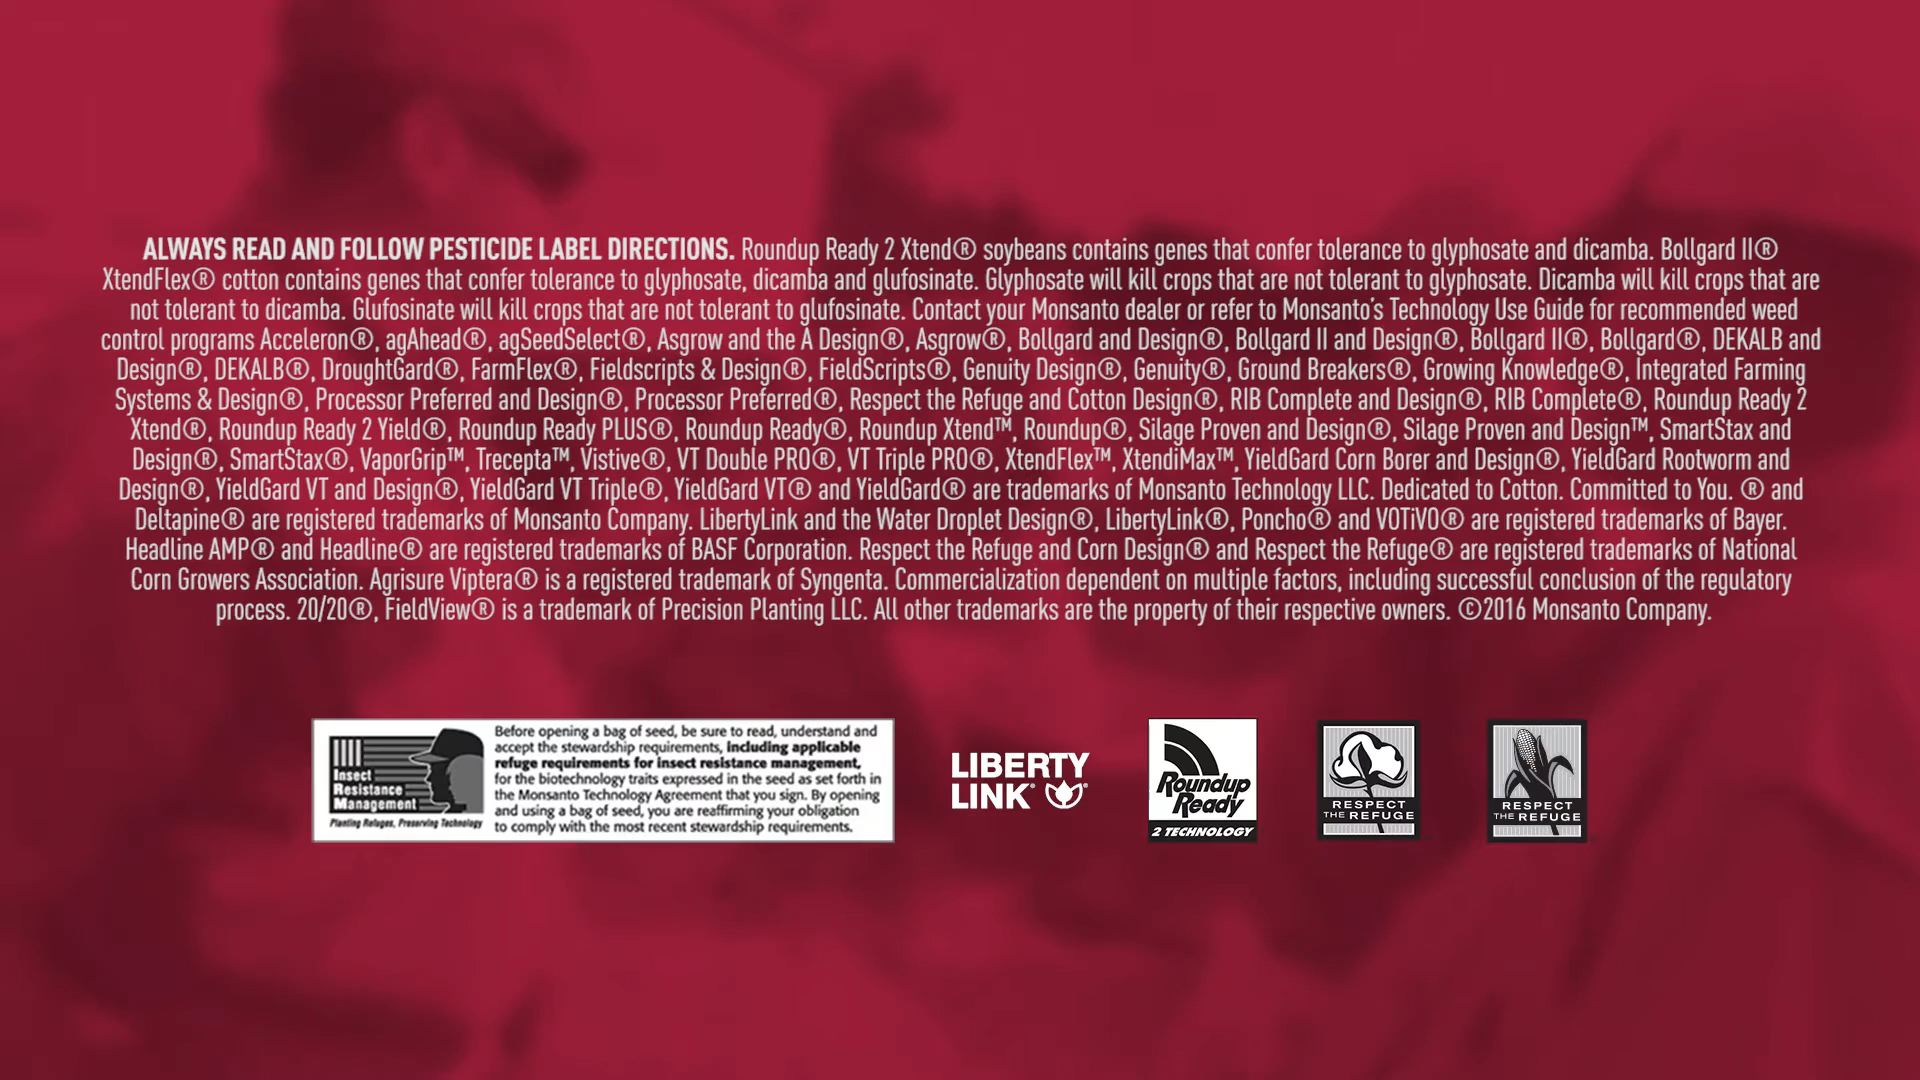 ALWAYS READ AND FOLLOW PESTICIDE LABEL DIRECTIONS. Roundup Ready 2 Xtend® soybeans contains genes that confer tolerance to glyphosate and dicamba. Bollgard II®
XtendFlex® cotton contains genes that confer tolerance to glyphosate, dicamba and glufosinate. Glyphosate will kill crops that are not tolerant to glyphosate. Dicamba will kill crops that are
not tolerant to dicamba. Glufosinate will kill crops that are not tolerant to glufosinate. Contact your Monsanto dealer or refer to Monsanto's Technology Use Guide for recommended weed
control programs Acceleron®, agAhead®, agSeedSelect®, Asgrow and the A Design®, Asgrow®, Bollgard and Design®, Bollgard II and Design®, Bollgard II®, Bollgard®, DEKALB and
Design®, DEKALB®, DroughtGard®, FarmFlex®, Fieldscripts & Design®, FieldScripts®, Genuity Design®, Genuity®, Ground Breakers®, Growing Knowledge®, Integrated Farming
Systems & Design®, Processor Preferred and Design®, Processor Preferred®, Respect the Refuge and Cotton Design®, RIB Complete and Design®, RIB Complete®, Roundup Ready 2
Xtend®, Roundup Ready 2 Yield®, Roundup Ready PLUS®, Roundup Ready®, Roundup Xtend™, Roundup®, Silage Proven and Design®, Silage Proven and Design™, SmartStax and
Design®, SmartStax®, VaporGrip™, Trecepta™, Vistive®, VT Double PRO®, VT Triple PRO®, XtendFlex™, XtendiMax™, YieldGard Corn Borer and Design®, YieldGard Rootworm and
Design®, YieldGard VT and Design®, YieldGard VT Triple®, YieldGard VT® and YieldGard® are trademarks of Monsanto Technology LLC. Dedicated to Cotton. Committed to You. ® and
Deltapine® are registered trademarks of Monsanto Company. LibertyLink and the Water Droplet Design®, LibertyLink®, Poncho® and VOTiVO® are registered trademarks of Bayer.
Headline AMP® and Headline® are registered trademarks of BASF Corporation. Respect the Refuge and Corn Design® and Respect the Refuge® are registered trademarks of National
Corn Growers Association. Agrisure Viptera® is a registered trademark of Syngenta. Commercialization dependent on multiple factors, including successful conclusion of the regulatory
process. 20/20®, FieldView® is a trademark of Precision Planting LLC. All other trademarks are the property of their respective owners. ©2016 Monsanto Company.
Insect
Resistance
Management
Planting Refuges, Preserving Technology
Before opening a bag of seed, be sure to read, understand and
accept the stewardship requirements, including applicable
refuge requirements for insect resistance management,
for the biotechnology traits expressed in the seed as set forth in
the Monsanto Technology Agreement that you sign. By opening
and using a bag of seed, you are reaffirming your obligation
to comply with the most recent stewardship requirements.
LIBERTY
LINK®
Roundup
Ready
2 TECHNOLOGY
RESPECT
THE REFUGE
RESPECT
THE REFUGE